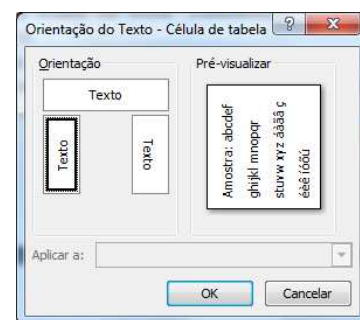 Orientação do Texto - Célula de tabela
Orientação
Pré-visualizar
Texto
Texto
Texto
Amostra: abcdef
ghijkl mnopqr
stuvw xyz áàãâ ç
éèê íóõú
Aplicar a:
OK
Cancelar